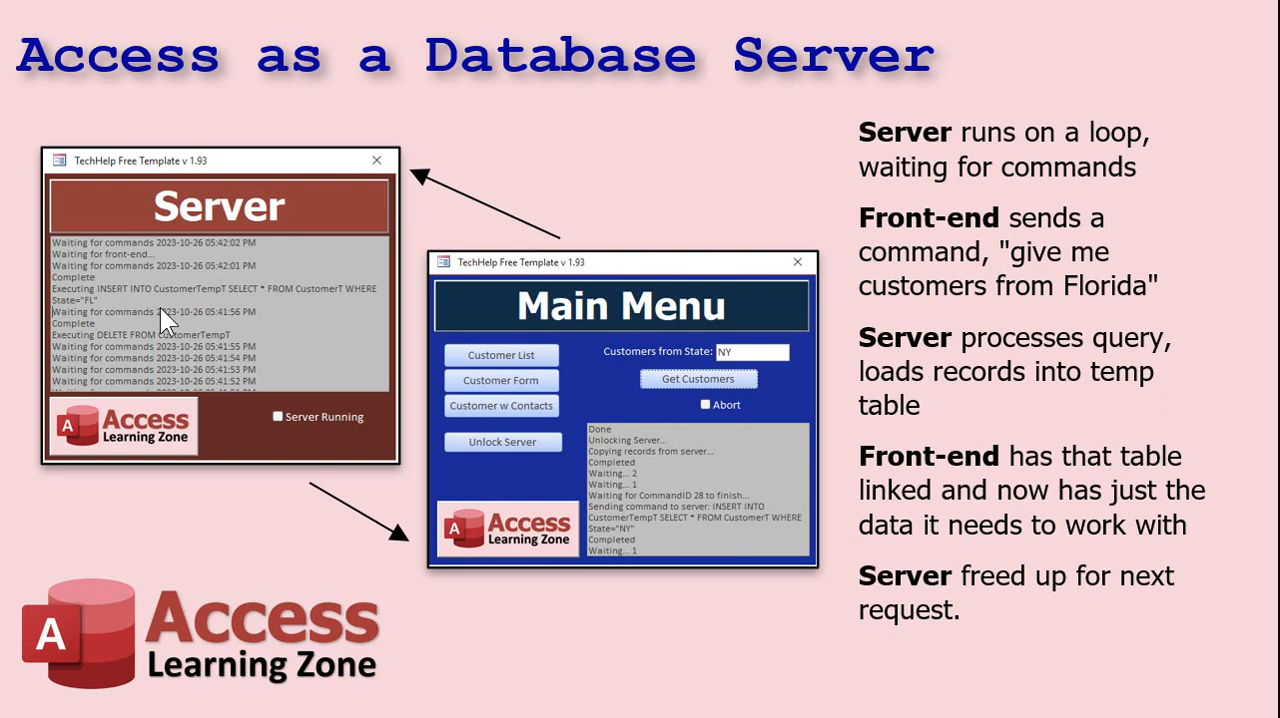 Access as a Database Server
TechHelp Free Template v 1.93
Server
Waiting for commands 2023-10-26 05:42:02 PM
Waiting for front-end...
Waiting for commands 2023-10-26 05:42:01 PM
Complete
Executing INSERT INTO CustomerTempT SELECT * FROM CustomerT WHERE
State="FL"
Waiting for commands 2023-10-26 05:41:56 PM
Complete
Executing DELETE FROM CustomerTempT
Waiting for commands 2023-10-26 05:41:55 PM
Waiting for commands 2023-10-26 05:41:54 PM
Waiting for commands 2023-10-26 05:41:54 PM
Waiting for commands 2023-10-26 05:41:53 PM
Waiting for commands 2023-10-26 05:41:52 PM
A Access
Learning Zone
Server Running
TechHelp Free Template v 1.93
Main Menu
Customer List
Customer Form
Customer w Contacts
Unlock Server
Customers from State: NY
Get Customers
Abort
Done
Unlocking Server...
Copying records from server...
Completed
Waiting... 2
Waiting... 1
Waiting for CommandID 28 to finish...
Sending command to server: INSERT INTO
CustomerTempT SELECT * FROM CustomerT WHERE
State="NY"
Completed
Waiting... 1
A Access
Learning Zone
Server runs on a loop,
waiting for commands
Front-end sends a
command, "give me
customers from Florida"
Server processes query,
loads records into temp
table
Front-end has that table
linked and now has just the
data it needs to work with
Server freed up for next
request.
A Access
Learning Zone